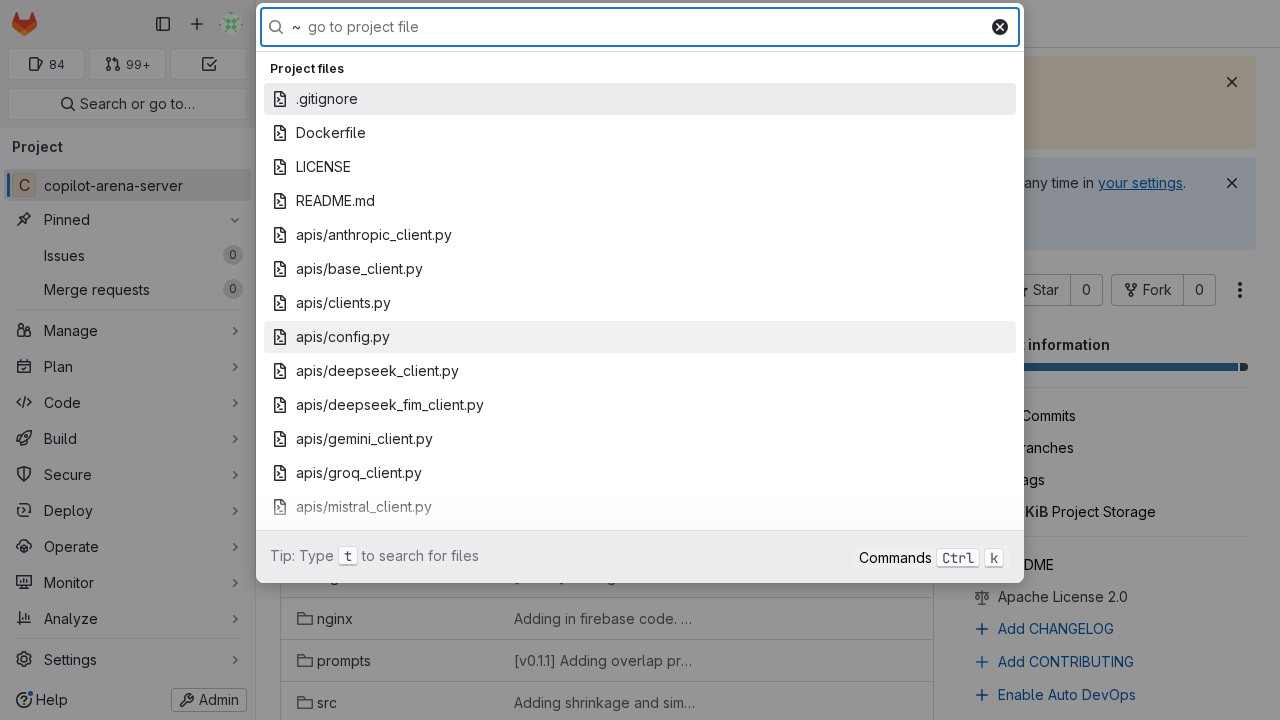 ~ go to project file
84
99+
Search or go to…
Project
C copilot-arena-server
Pinned
Issues 0
Merge requests 0
Manage
Plan
Code
Build
Secure
Deploy
Operate
Monitor
Analyze
Settings
Help
Admin
Project files
.gitignore
Dockerfile
LICENSE
README.md
apis/anthropic_client.py
apis/base_client.py
apis/clients.py
apis/config.py
apis/deepseek_client.py
apis/deepseek_fim_client.py
apis/gemini_client.py
apis/groq_client.py
apis/mistral_client.py
Tip: Type t to search for files
Commands Ctrl k
any time in your settings.
Star 0
Fork 0
information
Commits
KiB Project Storage
Apache License 2.0
Add CHANGELOG
Add CONTRIBUTING
Enable Auto DevOps
nginx Adding in firebase code. …
prompts [v0.1.1] Adding overlap pr…
src Adding shrinkage and sim…